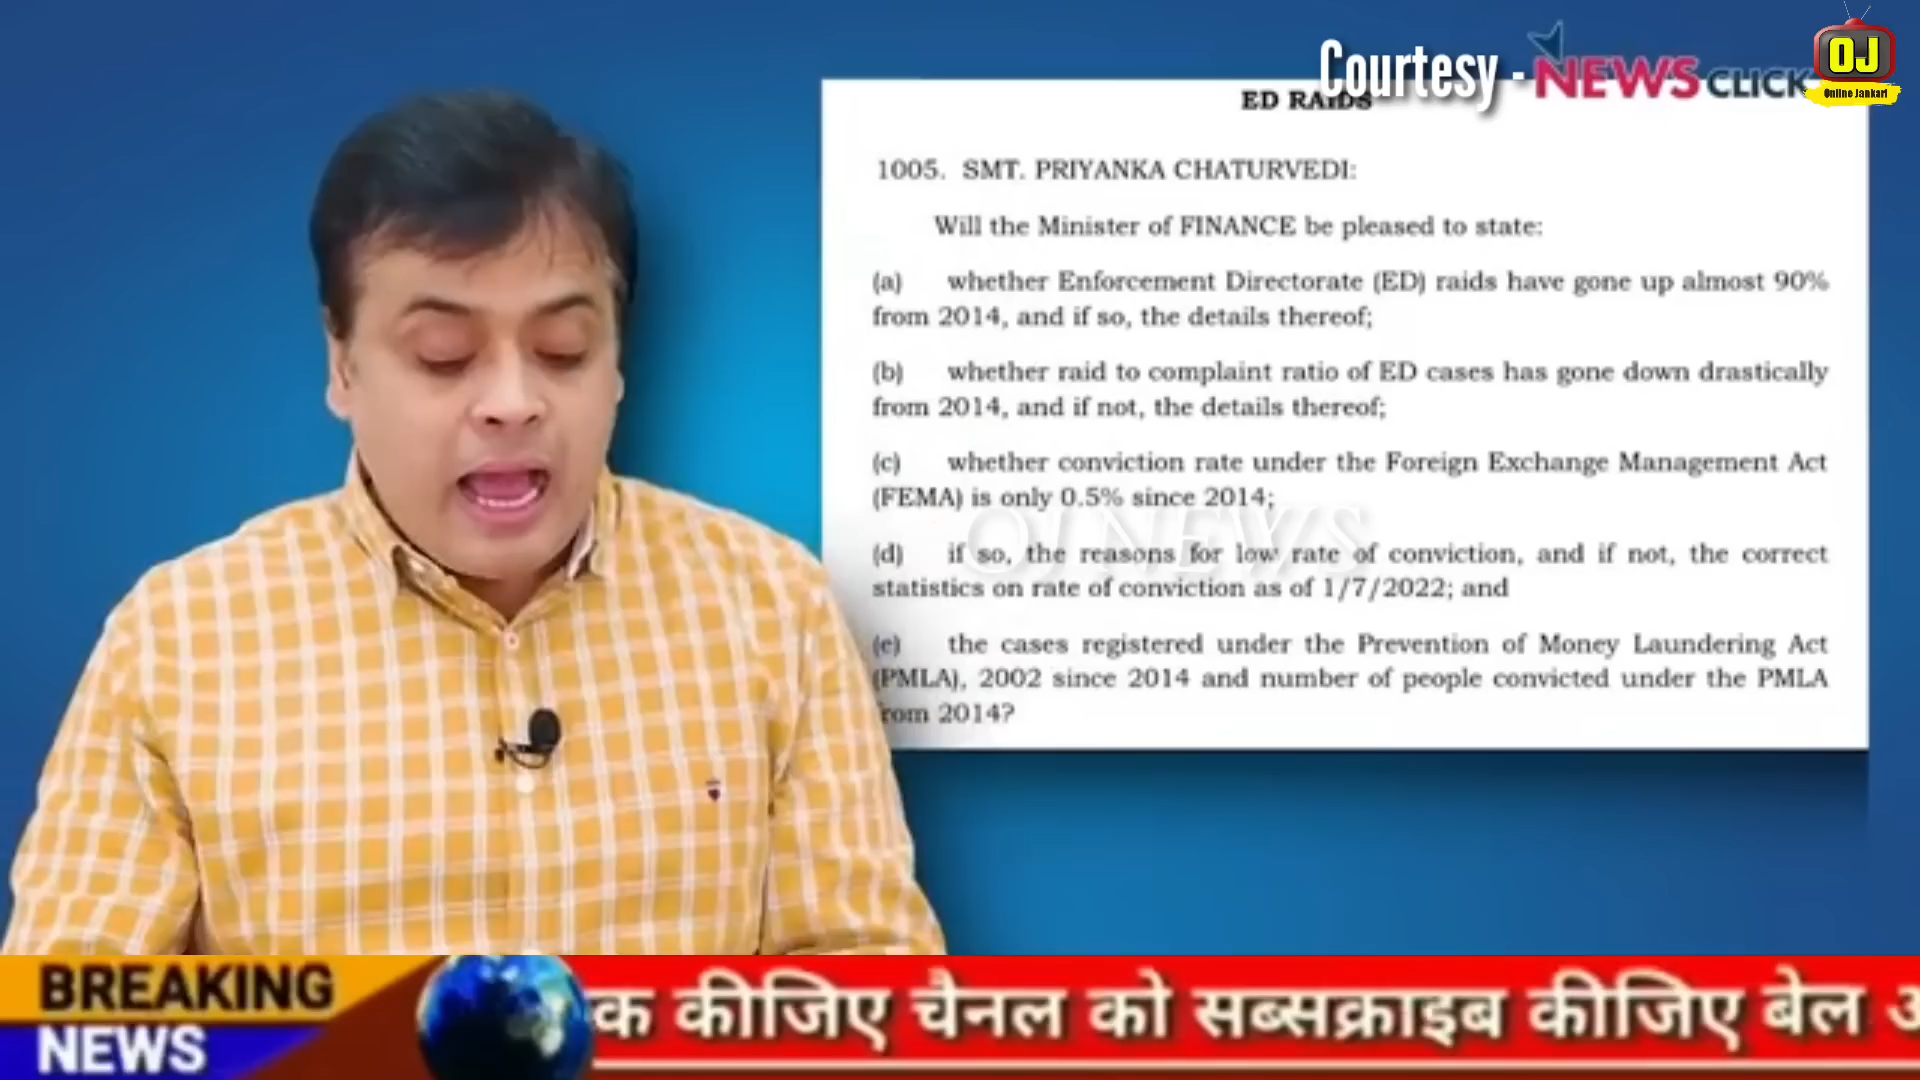 Courtesy - NEWS CLICK
OJ
Online Jankari
ED RAIDS
1005. SMT. PRIYANKA CHATURVEDI:
Will the Minister of FINANCE be pleased to state:
(a) whether Enforcement Directorate (ED) raids have gone up almost 90%
from 2014, and if so, the details thereof;
(b) whether raid to complaint ratio of ED cases has gone down drastically
from 2014, and if not, the details thereof;
(c) whether conviction rate under the Foreign Exchange Management Act
(FEMA) is only 0.5% since 2014;
OJ NEWS
(d) if so, the reasons for low rate of conviction, and if not, the correct
statistics on rate of conviction as of 1/7/2022; and
(e) the cases registered under the Prevention of Money Laundering Act
(PMLA), 2002 since 2014 and number of people convicted under the PMLA
from 2014?
BREAKING
NEWS
क कीजिए चैनल को सब्सक्राइब कीजिए बेल